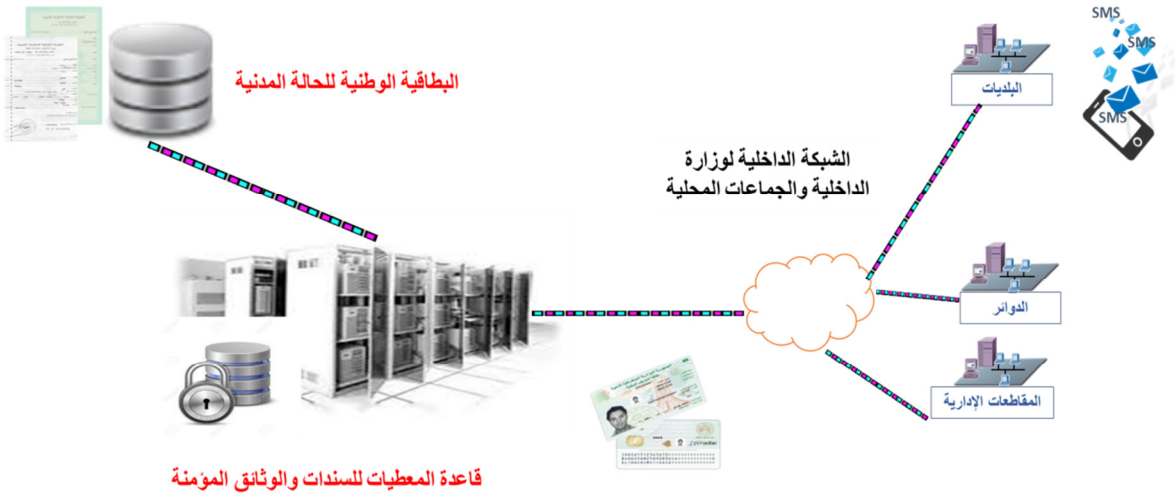 SMS
SMS
SMS
البطاقية الوطنية للحالة المدنية
البلديات
الشبكة الداخلية لوزارة
الداخلية والجماعات المحلية
الدوائر
المقاطعات الإدارية
قاعدة المعطيات للسندات والوثائق المؤمنة